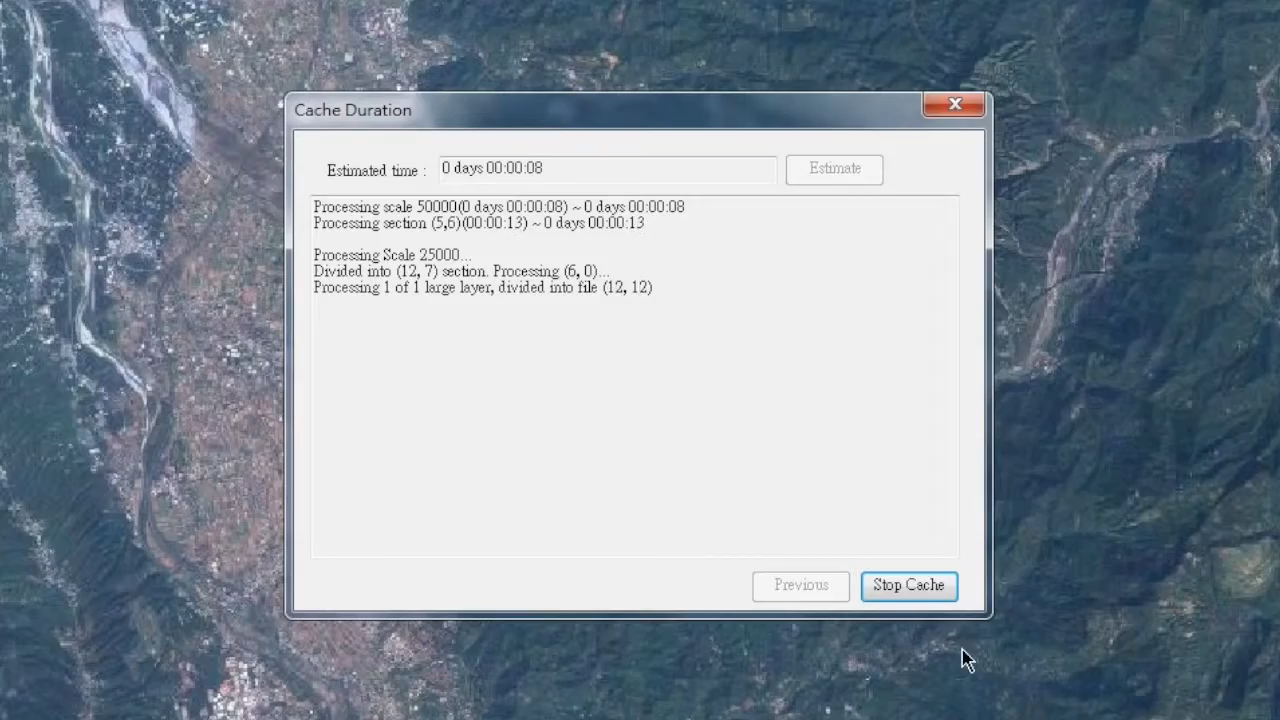 Cache Duration
Estimated time : 0 days 00:00:08 Estimate
Processing scale 50000(0 days 00:00:08) ~ 0 days 00:00:08
Processing section (5,6)(00:00:13) ~ 0 days 00:00:13
Processing Scale 25000...
Divided into (12, 7) section. Processing (6, 0)...
Processing 1 of 1 large layer, divided into file (12, 12)
Previous Stop Cache